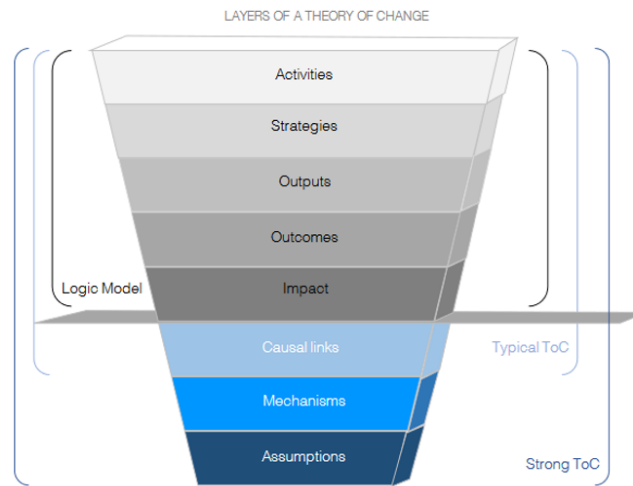 LAYERS OF A THEORY OF CHANGE
Activities
Strategies
Outputs
Outcomes
Logic Model
Impact
Causal links
Typical ToC
Mechanisms
Assumptions
Strong ToC